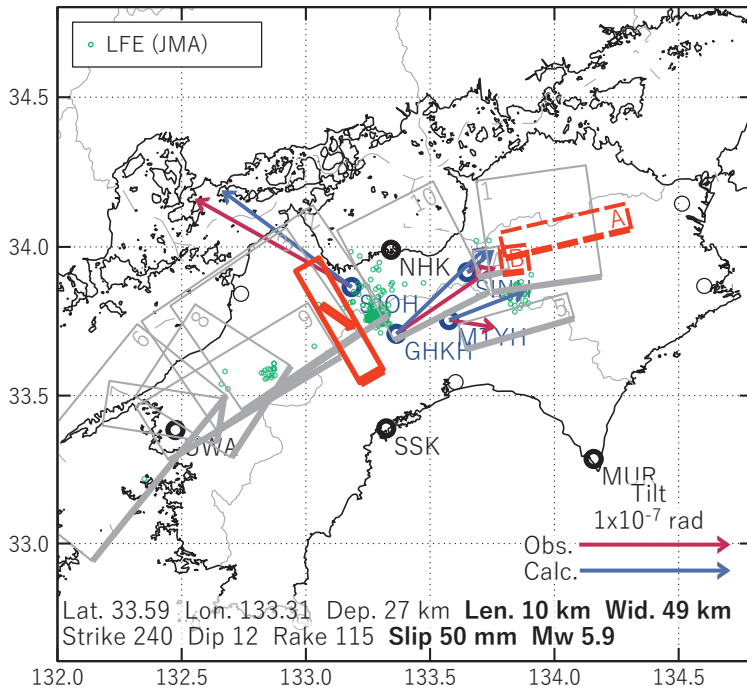 LFE (JMA)
34.5
34.0
33.5
33.0
10
1
A
B
NHK
SJOH
8
9
5
6
GHKH
MTYH
UWA
SSK
MUR
Tilt
1x10⁻⁷ rad
Obs.
Calc.
Lat. 33.59 Lon. 133.31 Dep. 27 km Len. 10 km Wid. 49 km
Strike 240 Dip 12 Rake 115 Slip 50 mm Mw 5.9
132.0 132.5 133.0 133.5 134.0 134.5